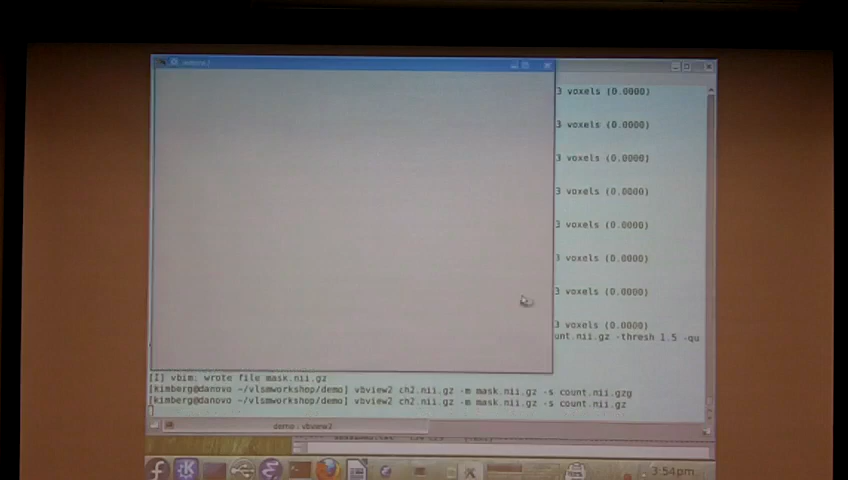 3 voxels (0.0000)
3 voxels (0.0000)
3 voxels (0.0000)
3 voxels (0.0000)
3 voxels (0.0000)
3 voxels (0.0000)
3 voxels (0.0000)
3 voxels (0.0000)
unt.nii.gz -thresh 1.5 -qu
[I] vbim: wrote file mask.nii.gz
[kimberg@danovo ~/vlsmworkshop/demo] vbview2 ch2.nii.gz -m mask.nii.gz -s count.nii.gzg
[kimberg@danovo ~/vlsmworkshop/demo] vbview2 ch2.nii.gz -m mask.nii.gz -s count.nii.gz
demo : vbview2
3:54pm